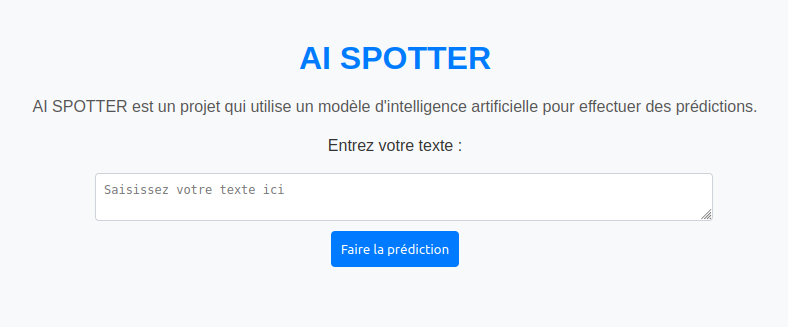 AI SPOTTER
AI SPOTTER est un projet qui utilise un modèle d'intelligence artificielle pour effectuer des prédictions.
Entrez votre texte :
Saisissez votre texte ici
Faire la prédiction